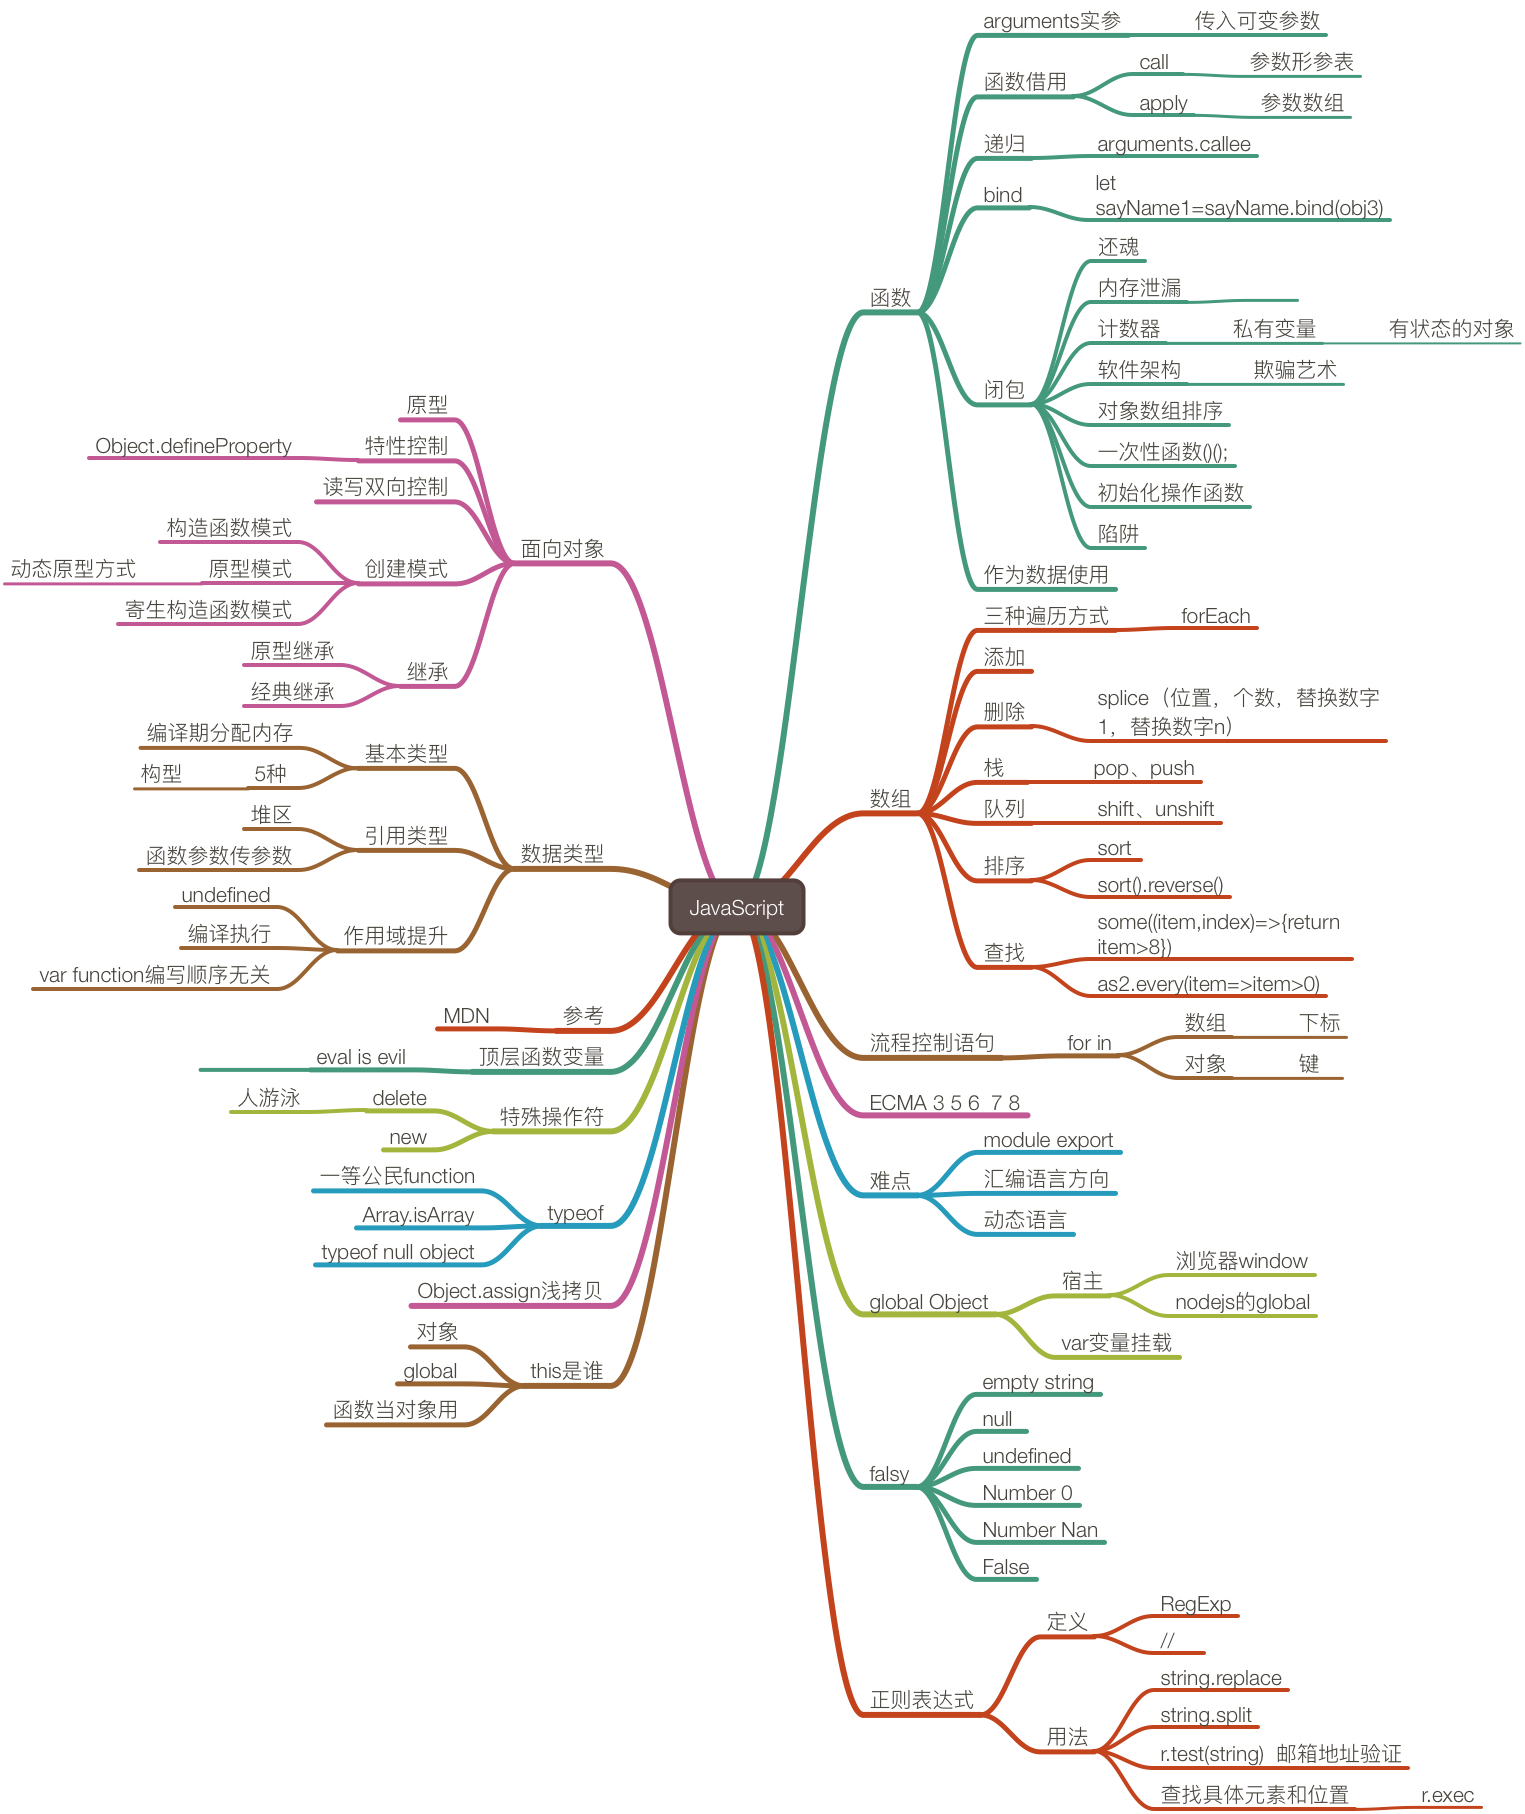 JavaScript
函数
arguments实参
传入可变参数
函数借用
call
参数形参表
apply
参数数组
递归
arguments.callee
bind
let
sayName1=sayName.bind(obj3)
闭包
还魂
内存泄漏
计数器
私有变量
有状态的对象
软件架构
欺骗艺术
对象数组排序
一次性函数()();
初始化操作函数
陷阱
作为数据使用
数组
三种遍历方式
forEach
添加
删除
splice（位置，个数，替换数字
1，替换数字n）
栈
pop、push
队列
shift、unshift
排序
sort
sort().reverse()
查找
some((item,index)=>{return
item>8})
as2.every(item=>item>0)
流程控制语句
for in
数组
下标
对象
键
ECMA 3 5 6  7 8
难点
module export
汇编语言方向
动态语言
global Object
宿主
浏览器window
nodejs的global
var变量挂载
falsy
empty string
null
undefined
Number 0
Number Nan
False
正则表达式
定义
RegExp
//
用法
string.replace
string.split
r.test(string)  邮箱地址验证
查找具体元素和位置
r.exec
面向对象
原型
特性控制
Object.defineProperty
读写双向控制
创建模式
构造函数模式
原型模式
动态原型方式
寄生构造函数模式
继承
原型继承
经典继承
数据类型
基本类型
编译期分配内存
5种
构型
引用类型
堆区
函数参数传参数
作用域提升
undefined
编译执行
var function编写顺序无关
参考
MDN
顶层函数变量
eval is evil
特殊操作符
delete
人游泳
new
typeof
一等公民function
Array.isArray
typeof null object
Object.assign浅拷贝
this是谁
对象
global
函数当对象用